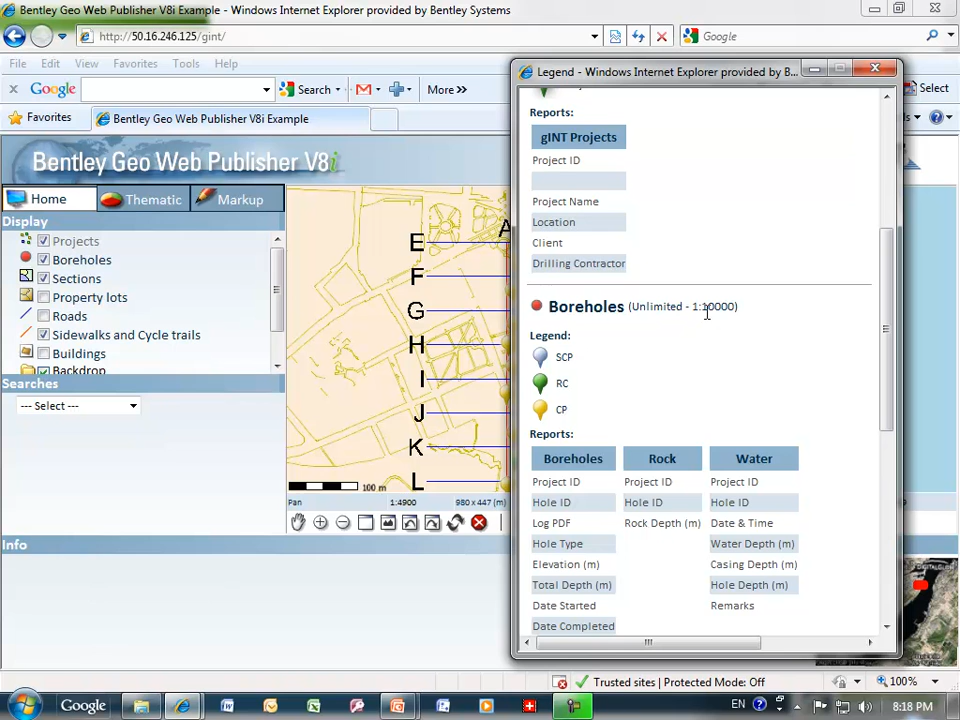 Bentley Geo Web Publisher V8i Example - Windows Internet Explorer provided by Bentley Systems
http://50.16.246.125/gint/
Google
File Edit View Favorites Tools Help
Google Search More >> Select
Favorites Bentley Geo Web Publisher V8i Example
Bentley Geo Web Publisher V8i
Home Thematic Markup
Display
Projects
Boreholes
Sections
Property lots
Roads
Sidewalks and Cycle trails
Buildings
Backdrop
Searches
--- Select ---
A
E
F
G
H
I
J
K
L
100 m
Pan 1:4900 980 x 447 (m)
Info
Legend - Windows Internet Explorer provided by B...
Reports:
gINT Projects
Project ID
Project Name
Location
Client
Drilling Contractor
Boreholes (Unlimited - 1:10000)
Legend:
SCP
RC
CP
Reports:
Boreholes Rock Water
Project ID Project ID Project ID
Hole ID Hole ID Hole ID
Log PDF Rock Depth (m) Date & Time
Hole Type Water Depth (m)
Elevation (m) Casing Depth (m)
Total Depth (m) Hole Depth (m)
Date Started Remarks
Date Completed
Trusted sites | Protected Mode: Off 100%
Google EN 8:18 PM